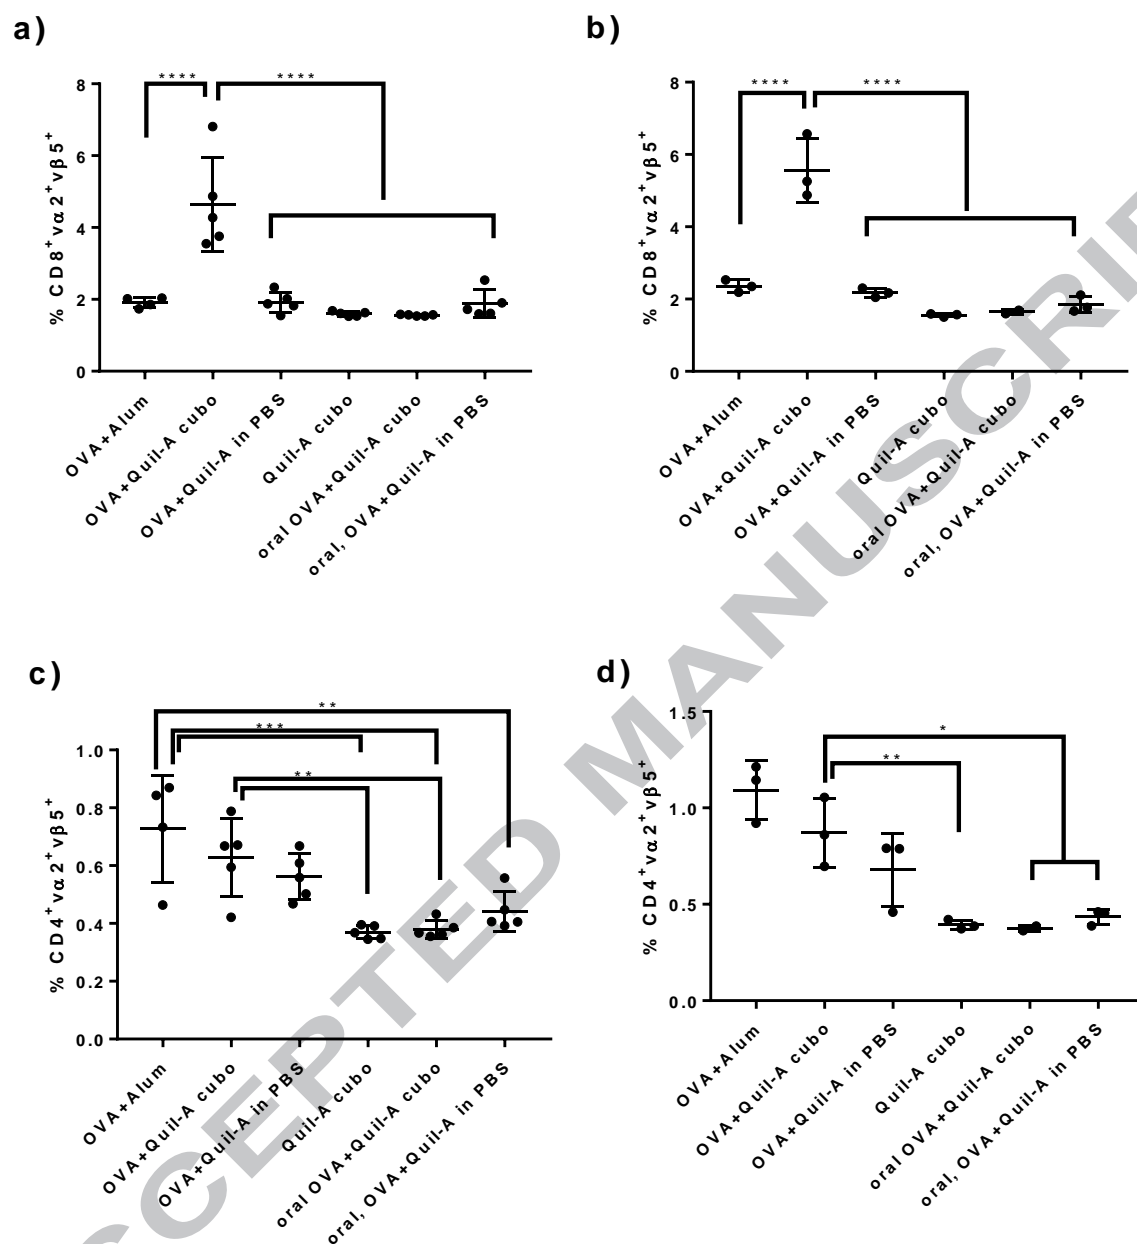 a)
**** ****
% CD8+vα2+vβ5+
8
6
4
2
0
OVA+Alum
OVA+Quil-A cubo
OVA+Quil-A in PBS
Quil-A cubo
oral OVA+Quil-A cubo
oral, OVA+Quil-A in PBS
b)
**** ****
% CD8+vα2+vβ5+
8
6
4
2
0
OVA+Alum
OVA+Quil-A cubo
OVA+Quil-A in PBS
Quil-A cubo
oral OVA+Quil-A cubo
oral, OVA+Quil-A in PBS
c)
**
***
**
% CD4+vα2+vβ5+
1.0
0.8
0.6
0.4
0.2
0.0
OVA+Alum
OVA+Quil-A cubo
OVA+Quil-A in PBS
Quil-A cubo
oral OVA+Quil-A cubo
oral, OVA+Quil-A in PBS
d)
*
**
% CD4+vα2+vβ5+
1.5
1.0
0.5
0.0
OVA+Alum
OVA+Quil-A cubo
OVA+Quil-A in PBS
Quil-A cubo
oral OVA+Quil-A cubo
oral, OVA+Quil-A in PBS
CCEPTED MANUSCRIP